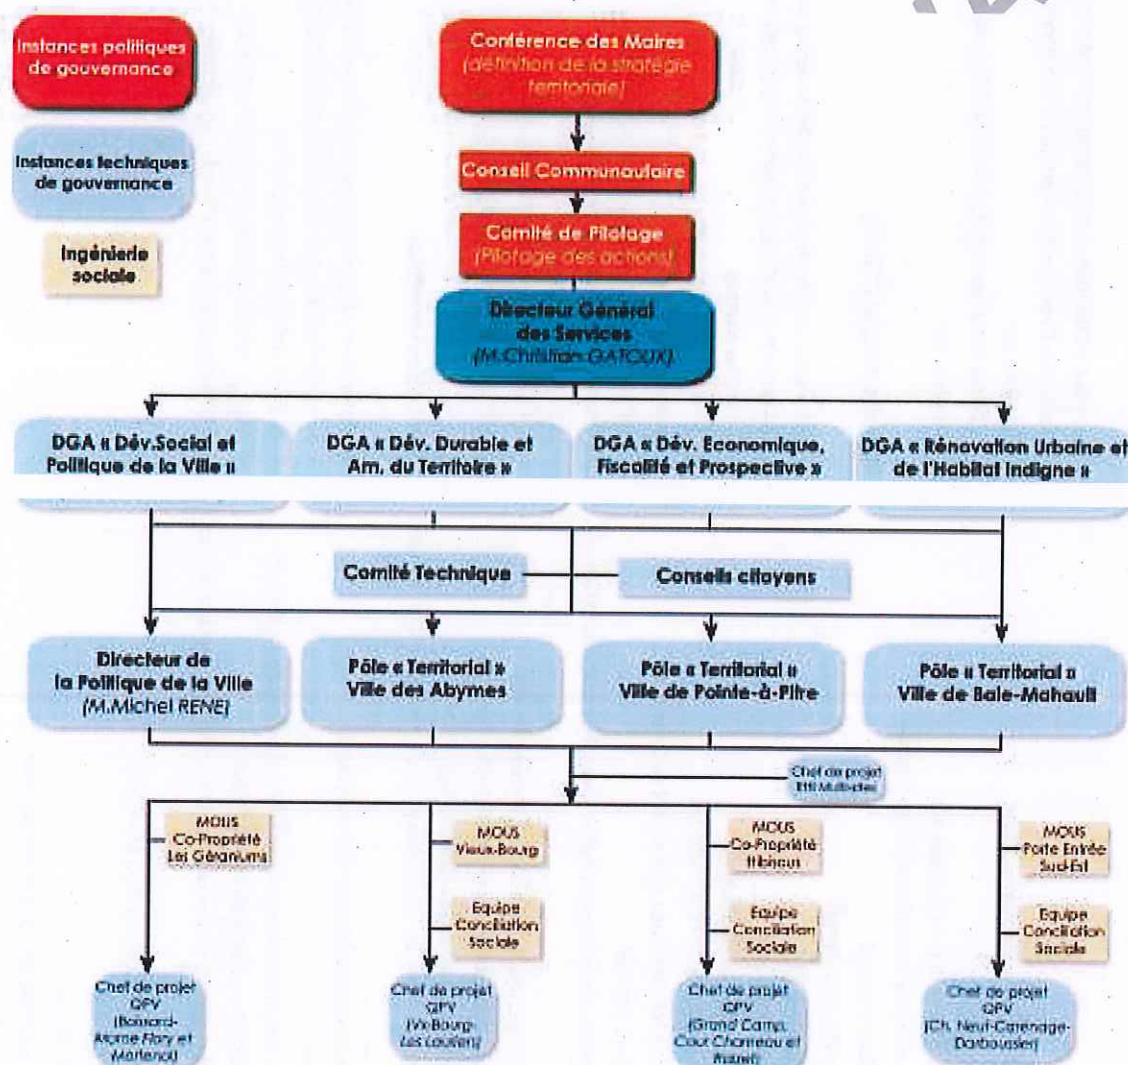 Instances politiques
de gouvernance
Conférence des Maires
(définition de la stratégie
territoriale)
Instances techniques
de gouvernance
Conseil Communautaire
Ingénierie
sociale
Comité de Pilotage
(Pilotage des actions)
Directeur Général
des Services
(M.Christian GATOUX)
DGA « Dév.Social et
Politique de la Ville »
DGA « Dév. Durable et
Am. du Territoire »
DGA « Dév. Economique,
Fiscalité et Prospective »
DGA « Rénovation Urbaine et
de l'Habitat Indigne »
Comité Technique
Conseils citoyens
Directeur de
la Politique de la Ville
(M.Michel RENE)
Pôle « Territorial »
Ville des Abymes
Pôle « Territorial »
Ville de Pointe-à-Pitre
Pôle « Territorial »
Ville de Baie-Mahault
Chef de projet
MOUS
Co-Propriété
Les Géraniums
MOUS
Vieux-Bourg
MOUS
Co-Propriété
Hibiscus
MOUS
Porte Entrée
Sud-Est
Equipe
Conciliation
Sociale
Equipe
Conciliation
Sociale
Equipe
Conciliation
Sociale
Chef de projet
QPV
(Boissard-
et
Mortenol)
Chef de projet
QPV
(Vx-Bourg-
Les Lauriers)
Chef de projet
QPV
(Grand Camp,
Cour Charneau et
Chef de projet
QPV
(Ch. Neuf-Carénage-
Darboussier)